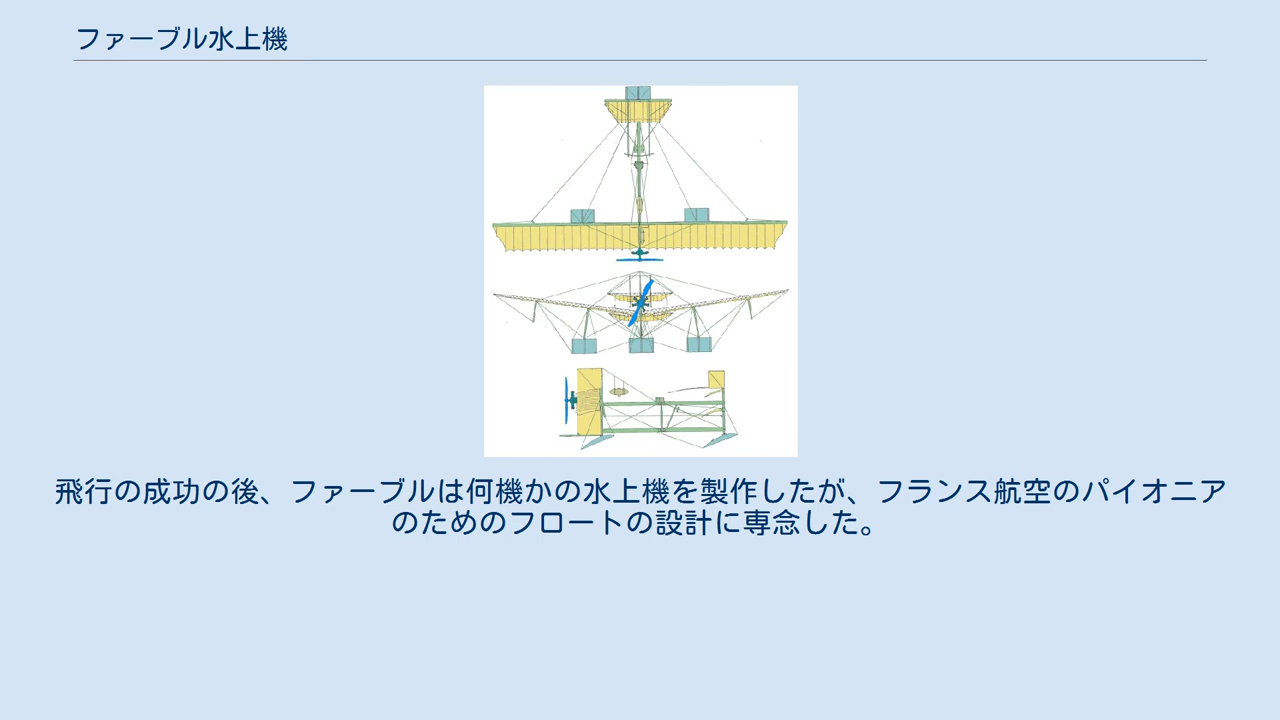 ファーブル水上機
飛行の成功の後、ファーブルは何機かの水上機を製作したが、フランス航空のパイオニア
のためのフロートの設計に専念した。